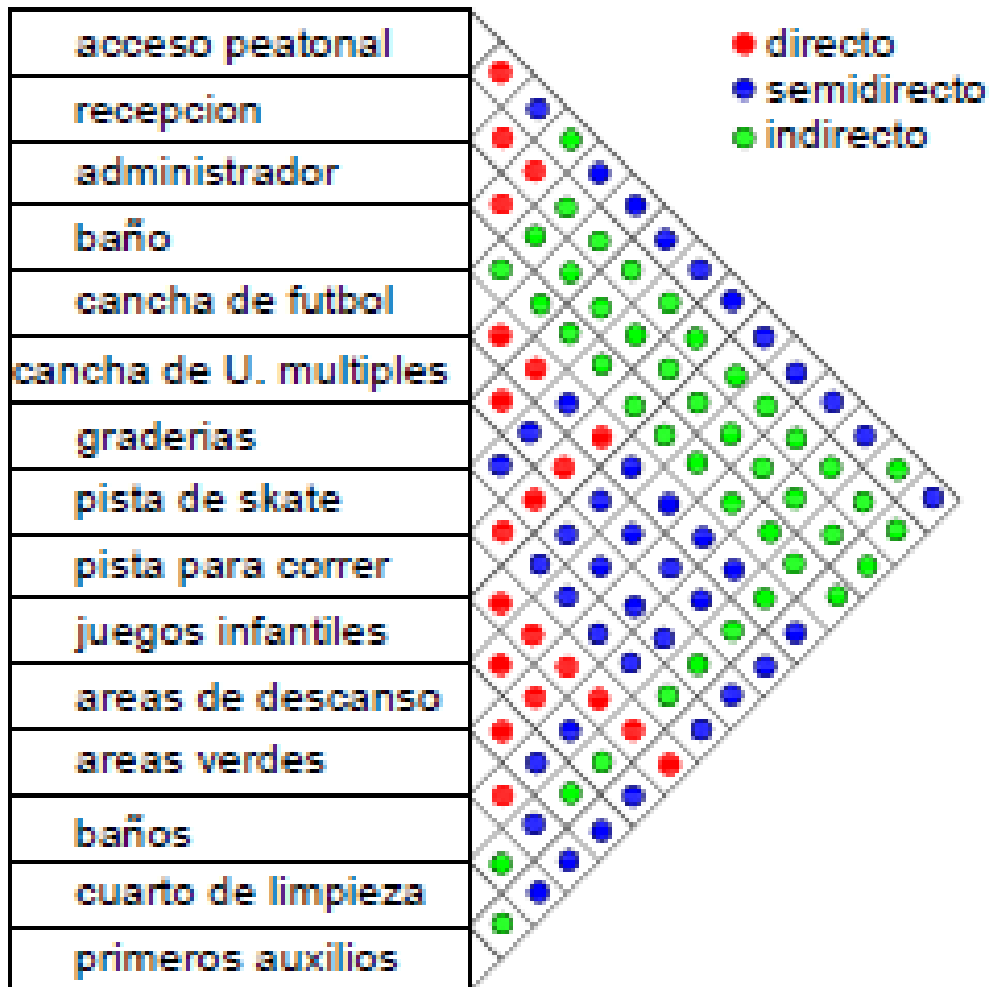 acceso peatonal
recepcion
administrador
baño
cancha de futbol
cancha de U. multiples
graderias
pista de skate
pista para correr
juegos infantiles
areas de descanso
areas verdes
baños
cuarto de limpieza
primeros auxilios
directo
semidirecto
indirecto